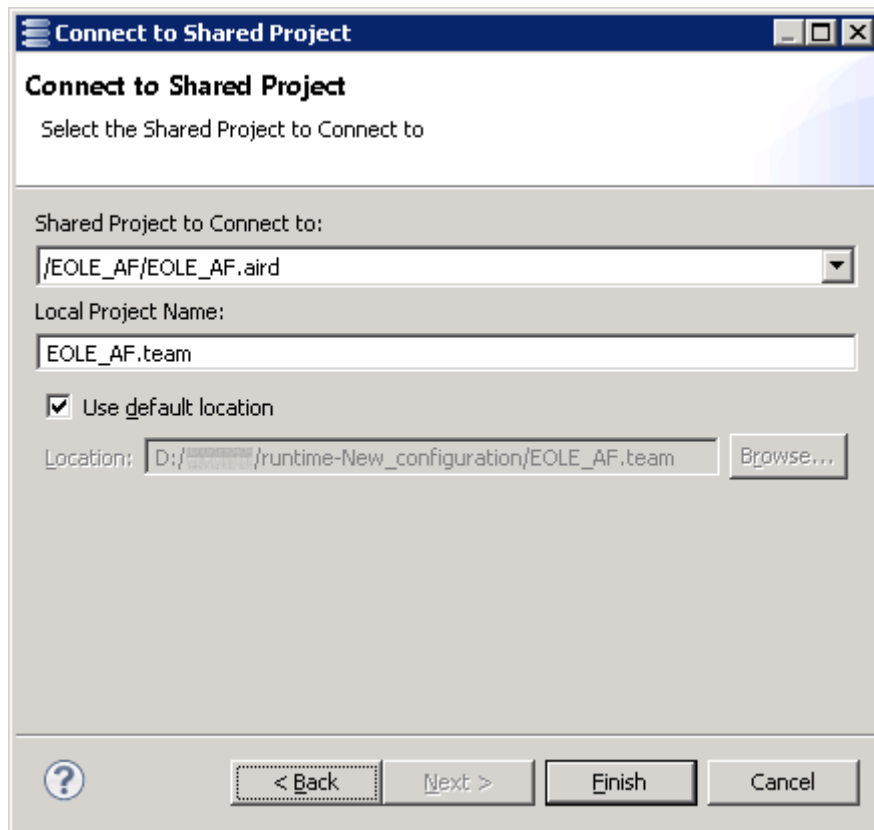 Connect to Shared Project
Connect to Shared Project
Select the Shared Project to Connect to
Shared Project to Connect to:
/EOLE_AF/EOLE_AF.aird
Local Project Name:
EOLE_AF.team
Use default location
Location: D:/ /runtime-New_configuration/EOLE_AF.team Browse...
? < Back Next > Finish Cancel